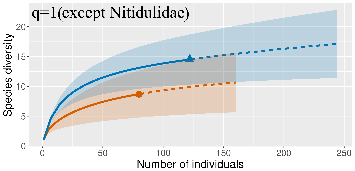 q=1(except Nitidulidae)
Species diversity
20
15
10
5
0
0 50 100 150 200 250
Number of individuals